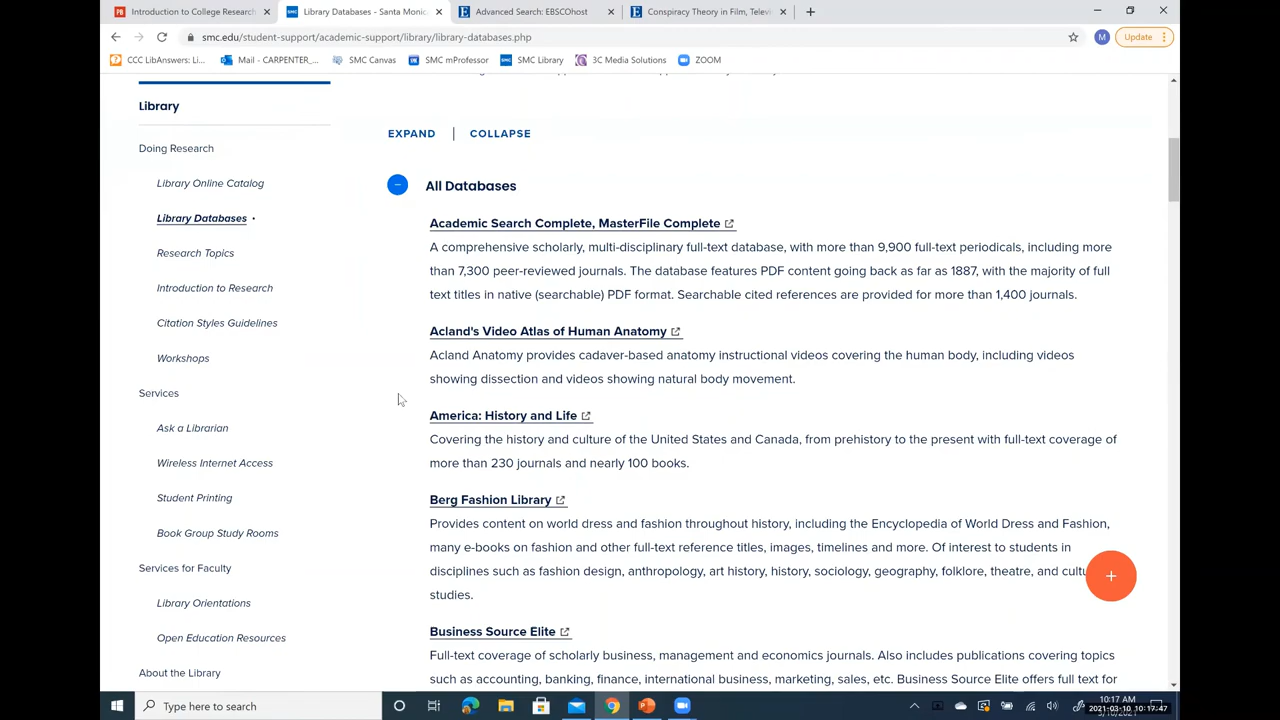 Introduction to College Research
Library Databases - Santa Monic
Advanced Search: EBSCOhost
Conspiracy Theory in Film, Telev
smc.edu/student-support/academic-support/library/library-databases.php
M
Update
CCC LibAnswers: Li...
Mail - CARPENTER_...
SMC Canvas
SMC mProfessor
SMC Library
3C Media Solutions
ZOOM
Library
Doing Research
Library Online Catalog
Library Databases
Research Topics
Introduction to Research
Citation Styles Guidelines
Workshops
Services
Ask a Librarian
Wireless Internet Access
Student Printing
Book Group Study Rooms
Services for Faculty
Library Orientations
Open Education Resources
About the Library
EXPAND | COLLAPSE
All Databases
Academic Search Complete, MasterFile Complete
A comprehensive scholarly, multi-disciplinary full-text database, with more than 9,900 full-text periodicals, including more
than 7,300 peer-reviewed journals. The database features PDF content going back as far as 1887, with the majority of full
text titles in native (searchable) PDF format. Searchable cited references are provided for more than 1,400 journals.
Acland's Video Atlas of Human Anatomy
Acland Anatomy provides cadaver-based anatomy instructional videos covering the human body, including videos
showing dissection and videos showing natural body movement.
America: History and Life
Covering the history and culture of the United States and Canada, from prehistory to the present with full-text coverage of
more than 230 journals and nearly 100 books.
Berg Fashion Library
Provides content on world dress and fashion throughout history, including the Encyclopedia of World Dress and Fashion,
many e-books on fashion and other full-text reference titles, images, timelines and more. Of interest to students in
disciplines such as fashion design, anthropology, art history, history, sociology, geography, folklore, theatre, and cultu
studies.
Business Source Elite
Full-text coverage of scholarly business, management and economics journals. Also includes publications covering topics
such as accounting, banking, finance, international business, marketing, sales, etc. Business Source Elite offers full text for
Type here to search
10:17 AM
2021-03-10 10:17:47